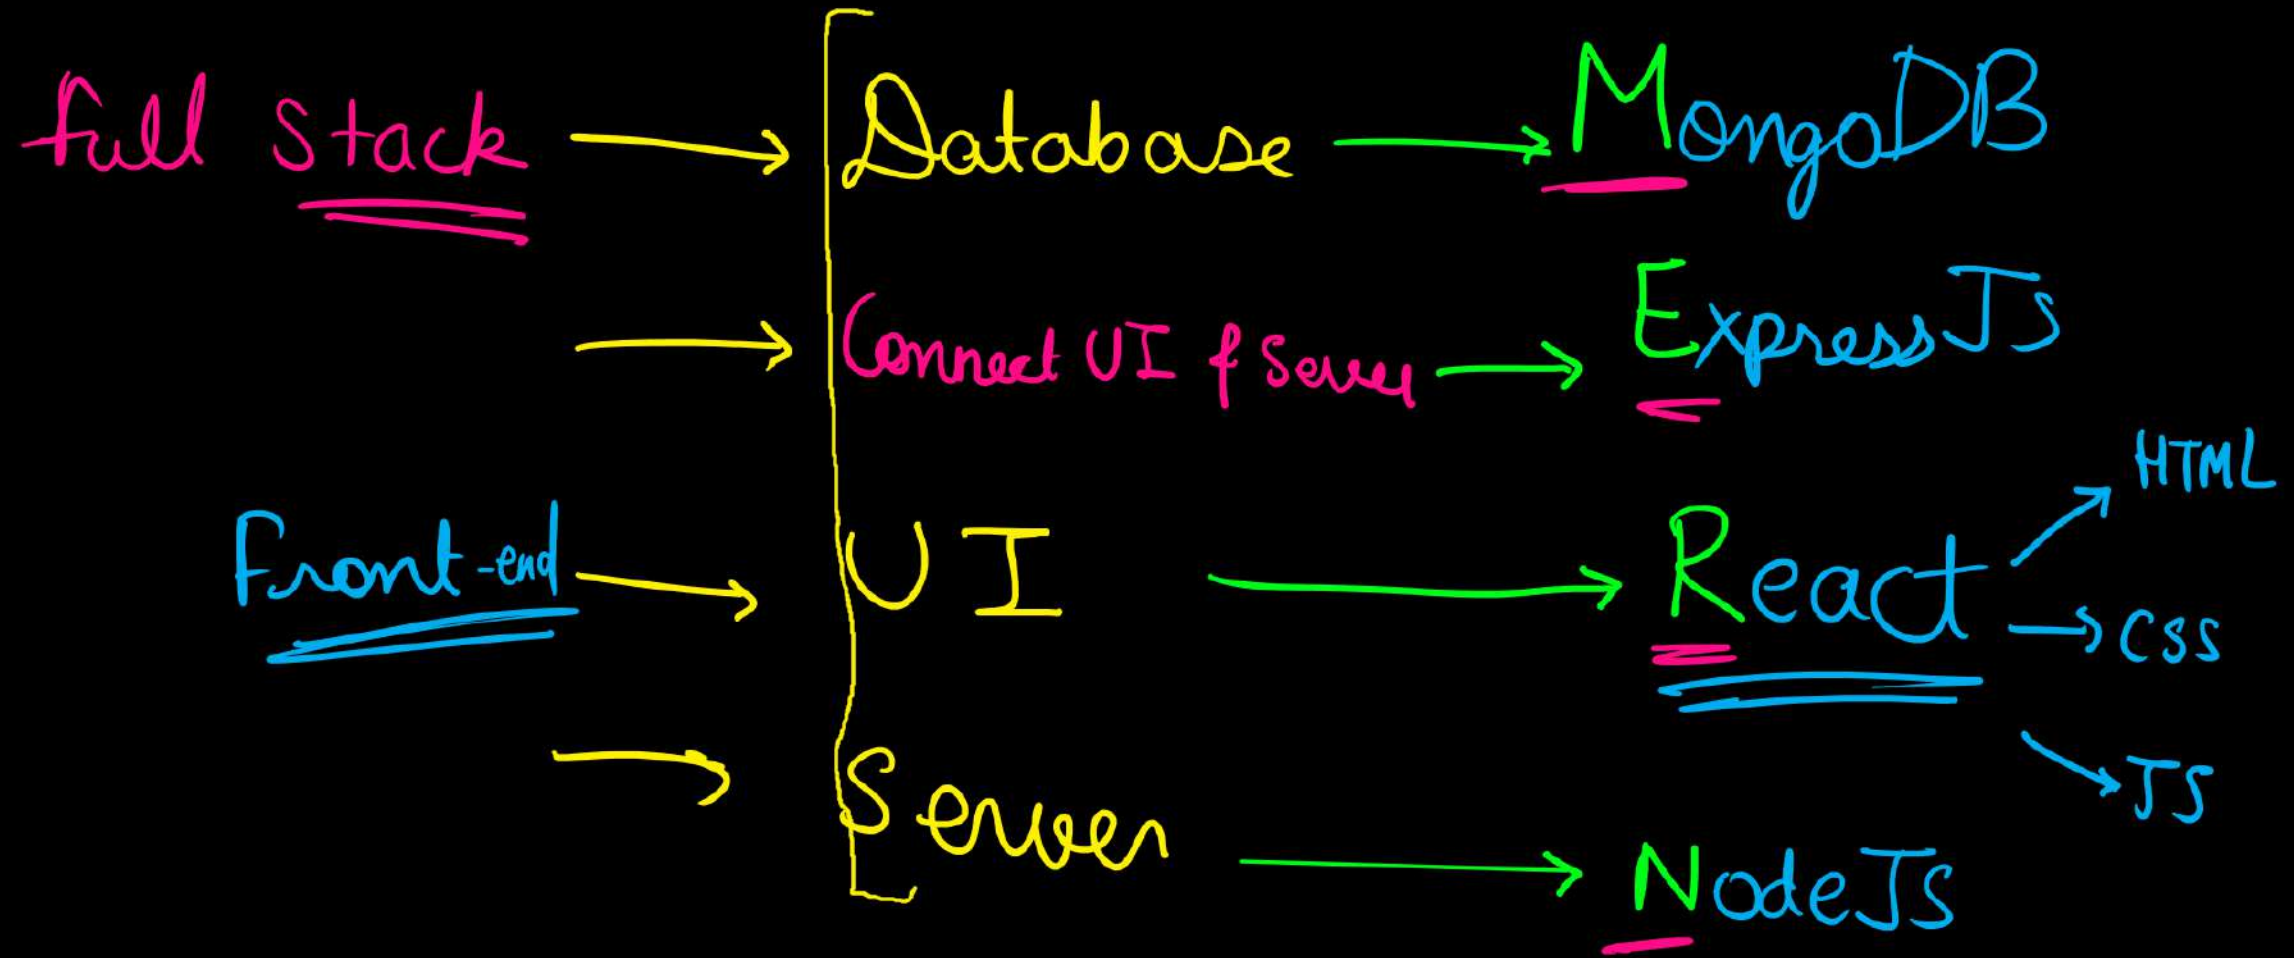 Full Stack → Database → MongoDB
→ Connect UI & Server → ExpressJs
HTML
Front-end → UI → React → CSS
JS
→ Server → NodeJs